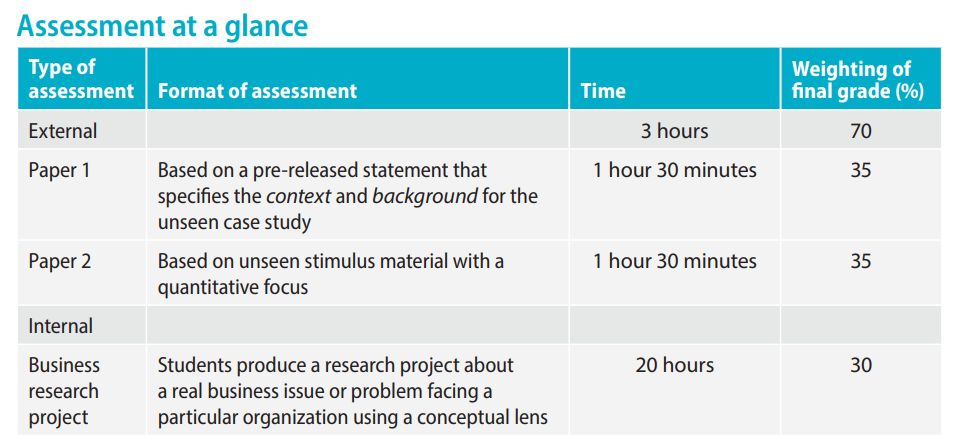 Assessment at a glance
Type of
assessment
Format of assessment
Time
Weighting of
final grade (%)
External
3 hours
70
Paper 1
Based on a pre-released statement that
specifies the context and background for the
unseen case study
1 hour 30 minutes
35
Paper 2
Based on unseen stimulus material with a
quantitative focus
1 hour 30 minutes
35
Internal
Business
research
project
Students produce a research project about
a real business issue or problem facing a
particular organization using a conceptual lens
20 hours
30